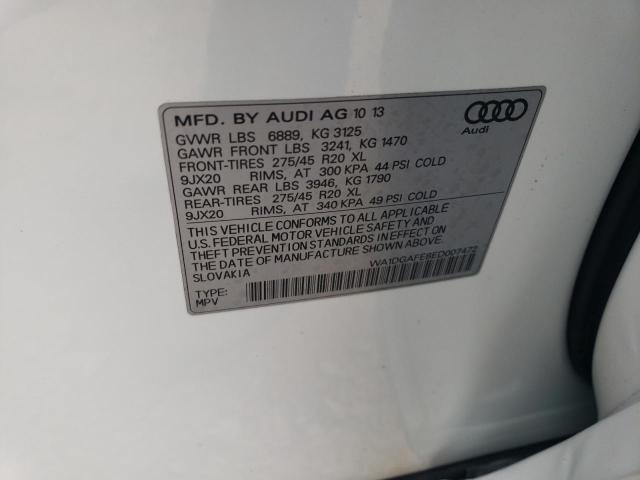 MFD. BY AUDI AG 10 13
GVWR LBS 6889, KG 3125
GAWR FRONT LBS 3241, KG 1470
FRONT-TIRES 275/45 R20 XL
9JX20 RIMS, AT 300 KPA 44 PSI COLD
GAWR REAR LBS 3946, KG 1790
REAR-TIRES 275/45 R20 XL
9JX20 RIMS, AT 340 KPA 49 PSI COLD
THIS VEHICLE CONFORMS TO ALL APPLICABLE
U.S. FEDERAL MOTOR VEHICLE SAFETY AND
THEFT PREVENTION STANDARDS IN EFFECT ON
THE DATE OF MANUFACTURE SHOWN ABOVE.
SLOVAKIA
WA1DGAFE8ED007472
TYPE:
MPV
Audi